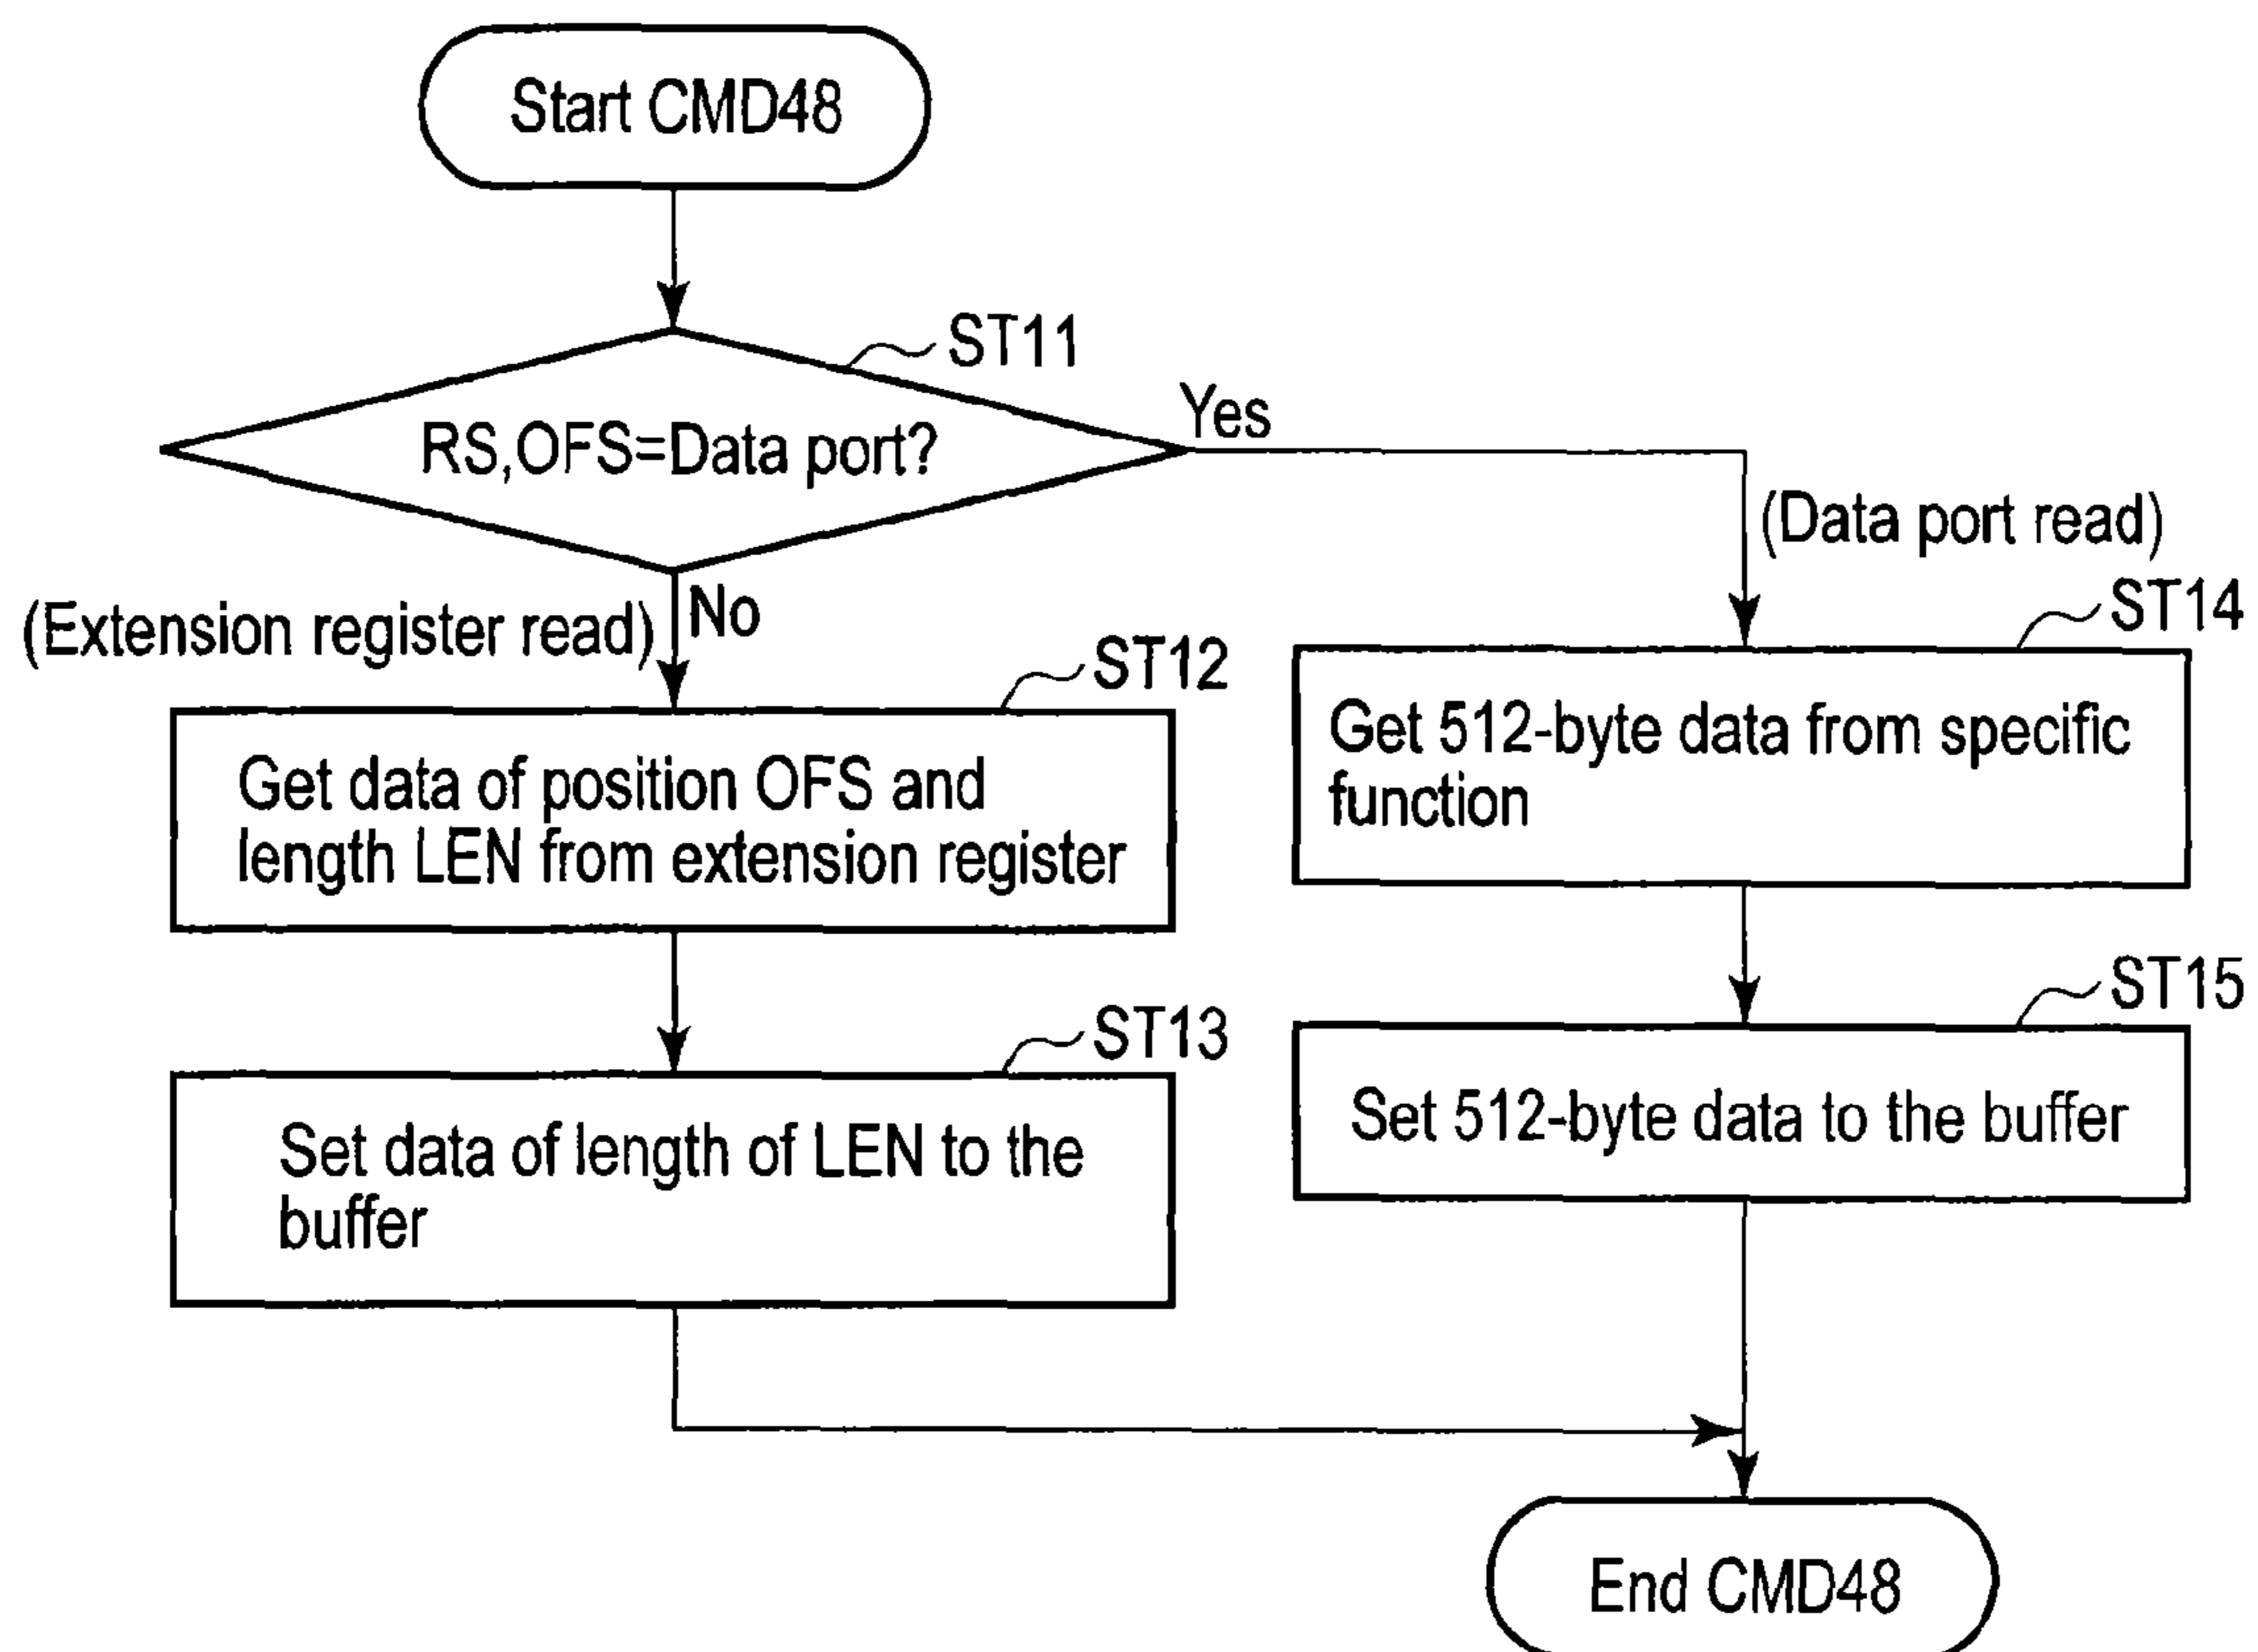 Start CMD48
ST11
RS,OFS=Data port?
Yes
(Data port read)
(Extension register read)
No
ST12
Get data of position OFS and
length LEN from extension register
ST13
Set data of length of LEN to the
buffer
ST14
Get 512-byte data from specific
function
ST15
Set 512-byte data to the buffer
End CMD48